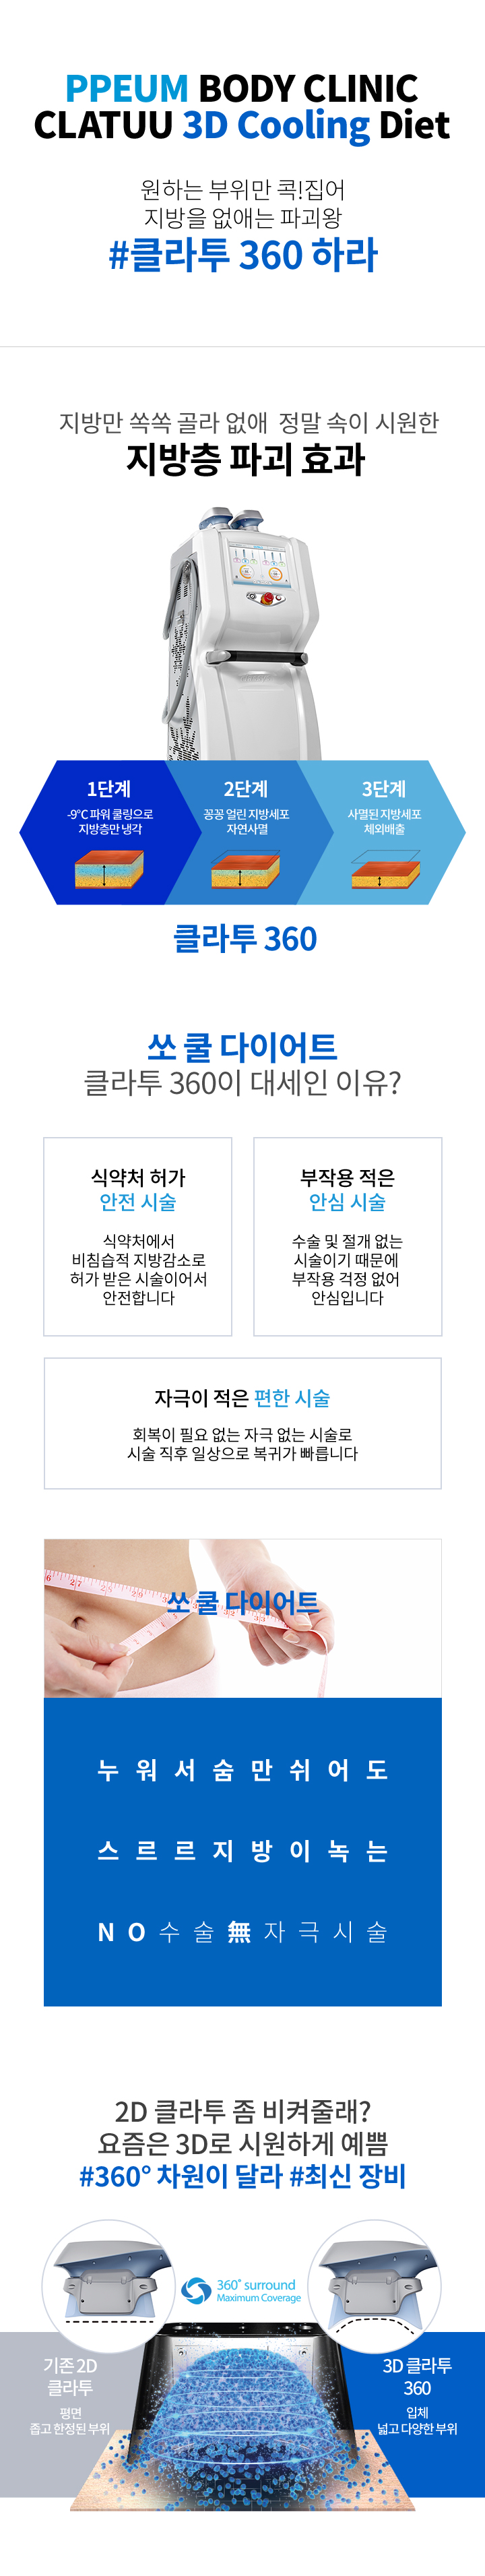 PPEUM BODY CLINIC
CLATUU 3D Cooling Diet
원하는 부위만 콕!집어
지방을 없애는 파괴왕
#클라투 360 하라
지방만 쏙쏙 골라 없애 정말 속이 시원한
지방층 파괴 효과
1단계
-9°C 파워 쿨링으로
지방층만 냉각
2단계
꽁꽁 얼린 지방세포
자연사멸
3단계
사멸된 지방세포
체외배출
클라투 360
쏘 쿨 다이어트
클라투 360이 대세인 이유?
식약처 허가
안전 시술
식약처에서
비침습적 지방감소로
허가 받은 시술이어서
안전합니다
부작용 적은
안심 시술
수술 및 절개 없는
시술이기 때문에
부작용 걱정 없어
안심입니다
자극이 적은 편한 시술
회복이 필요 없는 자극 없는 시술로
시술 직후 일상으로 복귀가 빠릅니다
쏘 쿨 다이어트
누워서숨만쉬어도
스르르지방이녹는
NO수술無자극시술
2D 클라투 좀 비켜줄래?
요즘은 3D로 시원하게 예쁨
#360° 차원이 달라 #최신 장비
360° surround
Maximum Coverage
기존 2D
클라투
평면
좁고 한정된 부위
3D 클라투
360
입체
넓고 다양한 부위